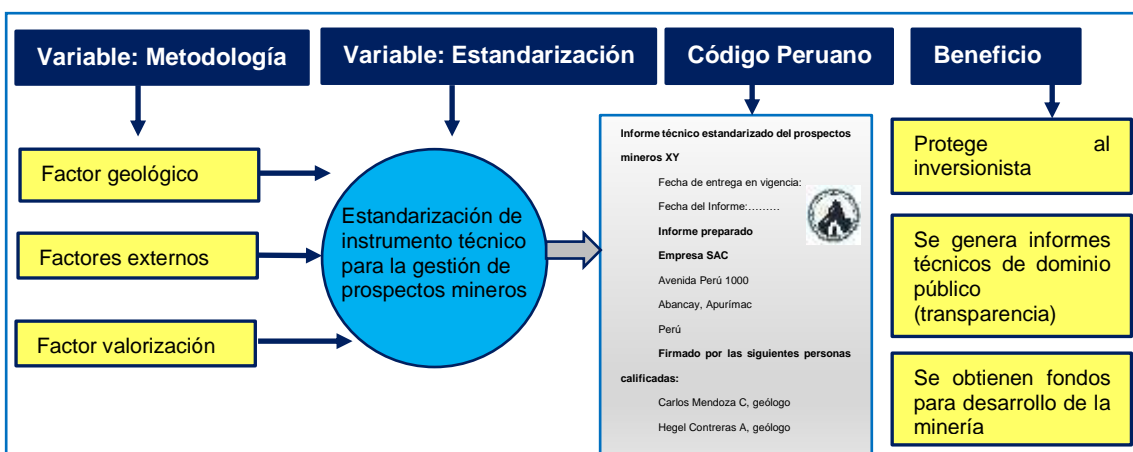 Variable: Metodología
Variable: Estandarización
Código Peruano
Beneficio
Factor geológico
Factores externos
Factor valorización
Estandarización de
instrumento técnico
para la gestión de
prospectos mineros
Informe técnico estandarizado del prospectos
mineros XY
Fecha de entrega en vigencia:
Fecha del Informe:.........
Informe preparado
Empresa SAC
Avenida Perú 1000
Abancay, Apurímac
Perú
Firmado por las siguientes personas
calificadas:
Carlos Mendoza C, geólogo
Hegel Contreras A, geólogo
Protege al
inversionista
Se genera informes
técnicos de dominio
público
(transparencia)
Se obtienen fondos
para desarrollo de la
minería